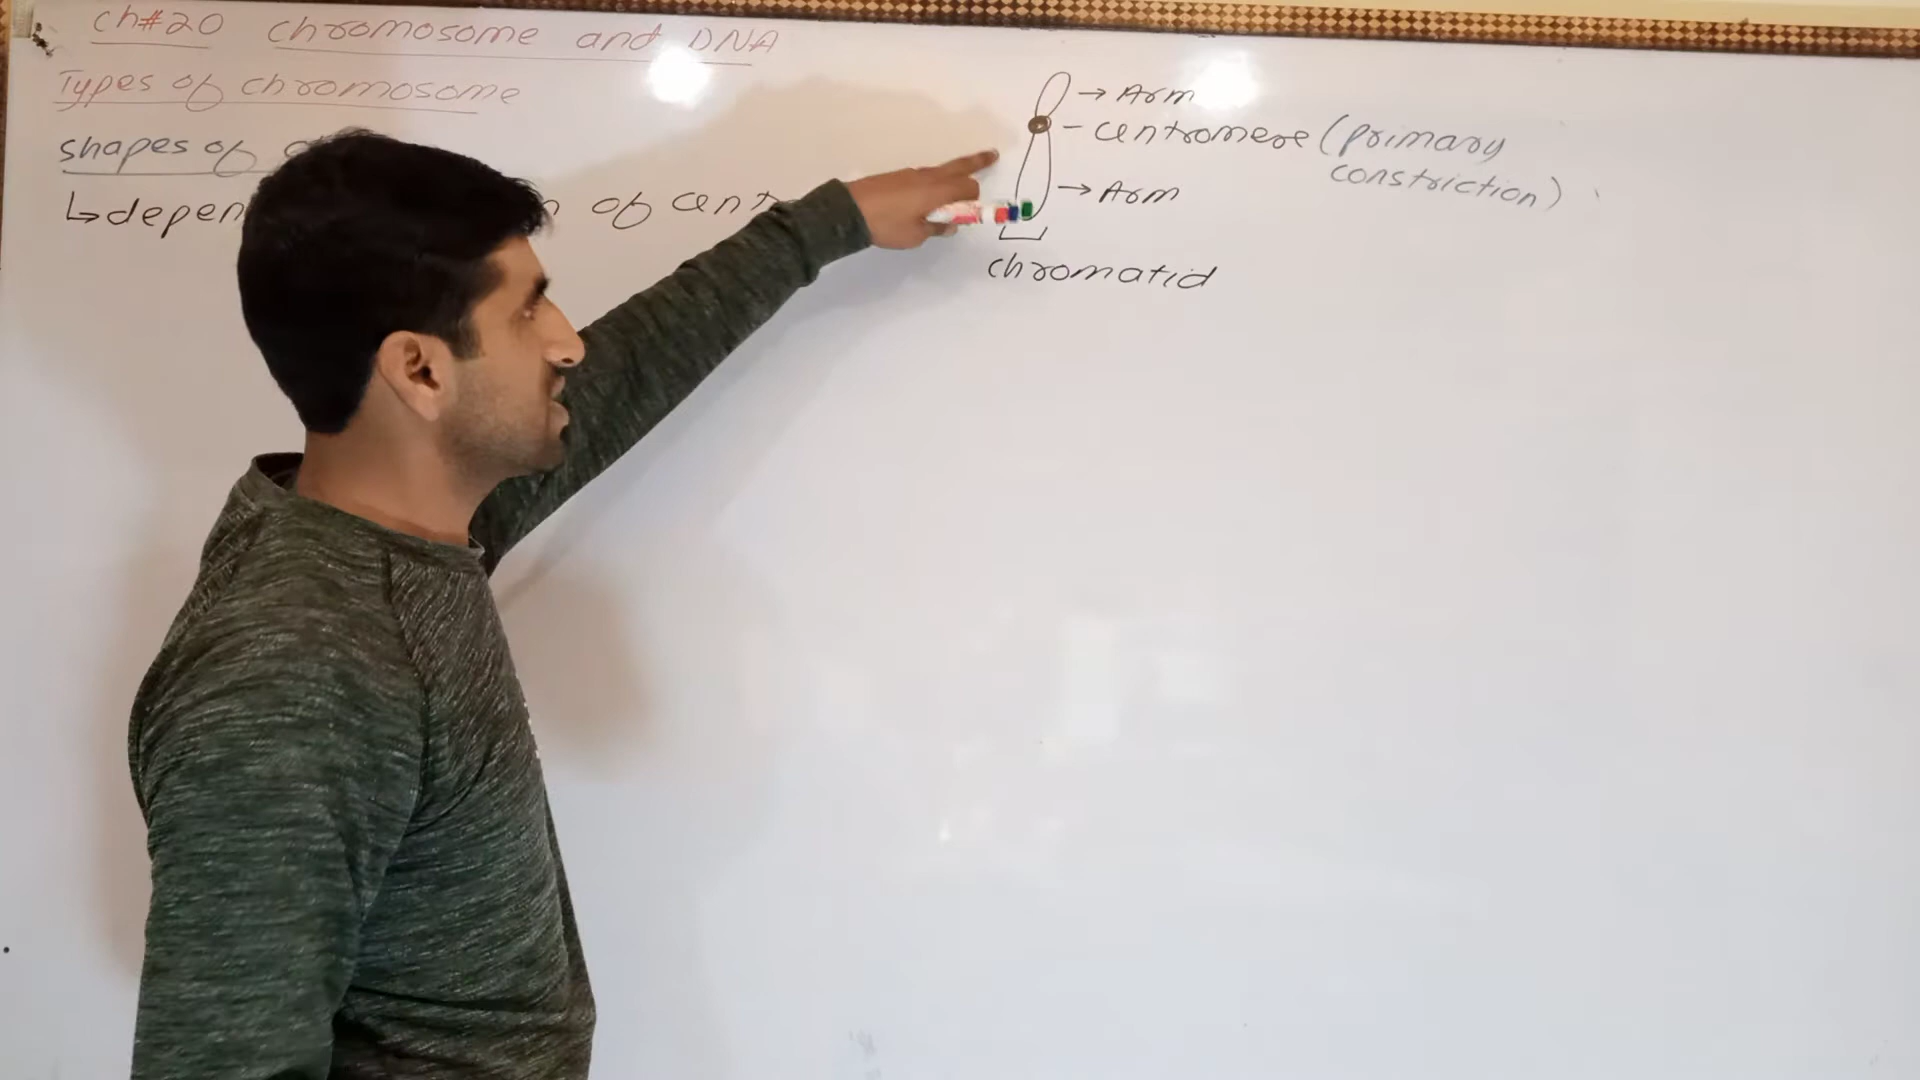 ch#20 chromosome and DNA
Types of chromosome
shapes of
↳depen of cent
→ Arm
- centromere (primary
constriction)
→ Arm
chromatid